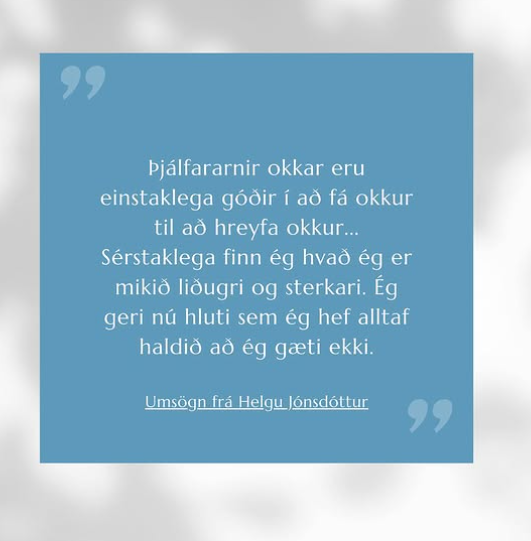 Þjálfararnir okkar eru
einstaklega góðir í að fá okkur
til að hreyfa okkur...
Sérstaklega finn ég hvað ég er
mikið liðugri og sterkari. Ég
geri nú hluti sem ég hef alltaf
haldið að ég gæti ekki.
Umsögn frá Helgu Jónsdóttur